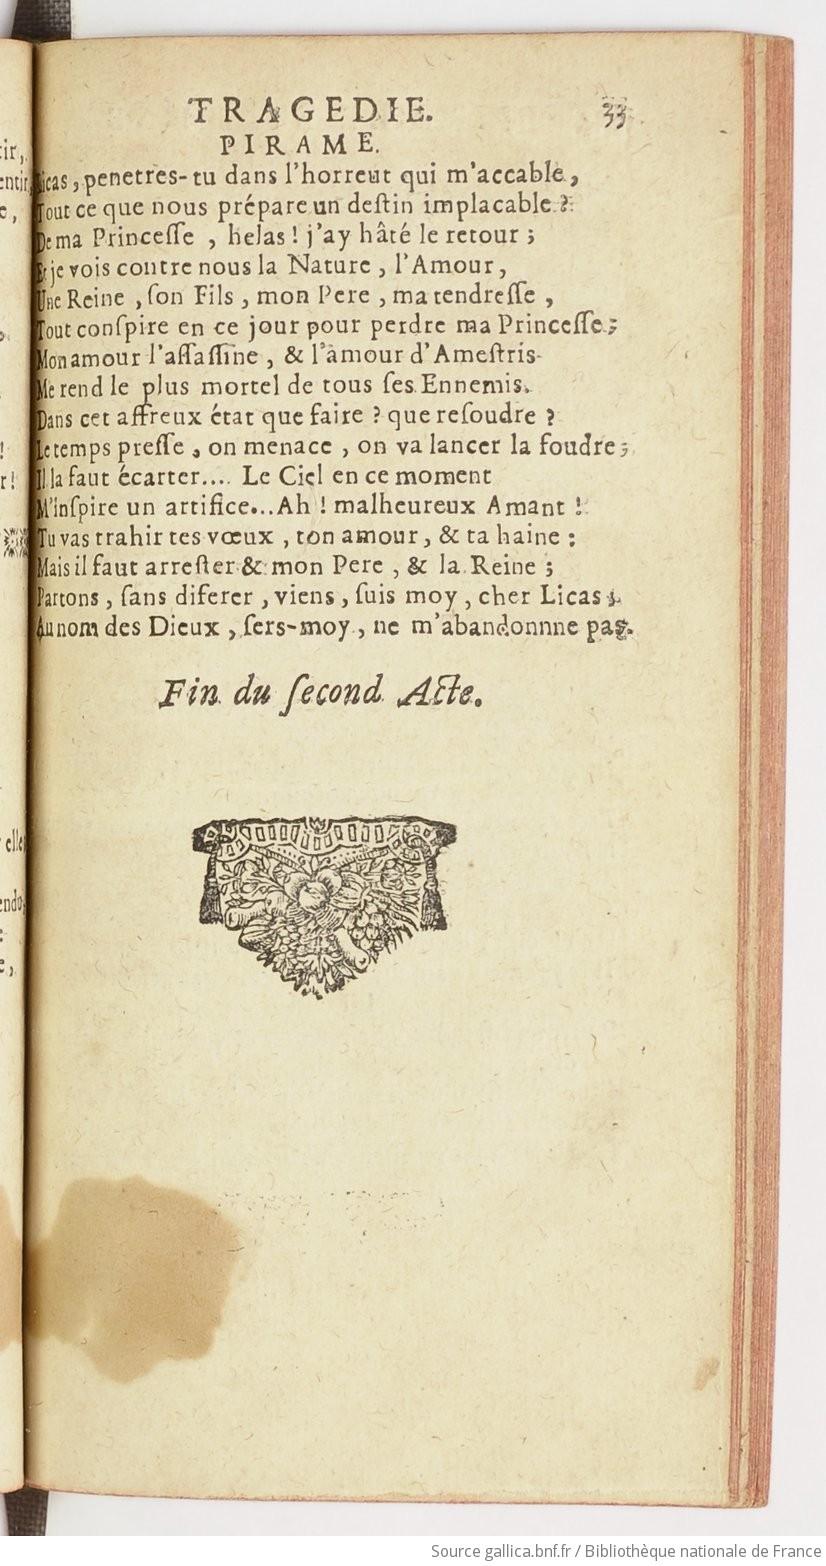 TRAGEDIE. 33
PIRAME.
Licas, penetres-tu dans l'horreur qui m'accable,
Tout ce que nous prépare un deſtin implacable ?
De ma Princeſſe, helas ! j'ay hâté le retour ;
Et je vois contre nous la Nature, l'Amour,
Une Reine, ſon Fils, mon Pere, ma tendreſſe,
Tout conſpire en ce jour pour perdre ma Princeſſe ;
Mon amour l'aſſaſſine, & l'amour d'Ameſtris
Me rend le plus mortel de tous ſes Ennemis.
Dans cet affreux état que faire ? que reſoudre ?
Le temps preſſe, on menace, on va lancer la foudre ;
Il la faut écarter.... Le Ciel en ce moment
M'inſpire un artifice...Ah ! malheureux Amant !
Tu vas trahir tes vœux, ton amour, & ta haine :
Mais il faut arreſter & mon Pere, & la Reine ;
Partons, ſans diferer, viens, ſuis moy, cher Licas ;
Au nom des Dieux, ſers-moy, ne m'abandonnne pas.
Fin du ſecond Acte.
Source gallica.bnf.fr / Bibliothèque nationale de France